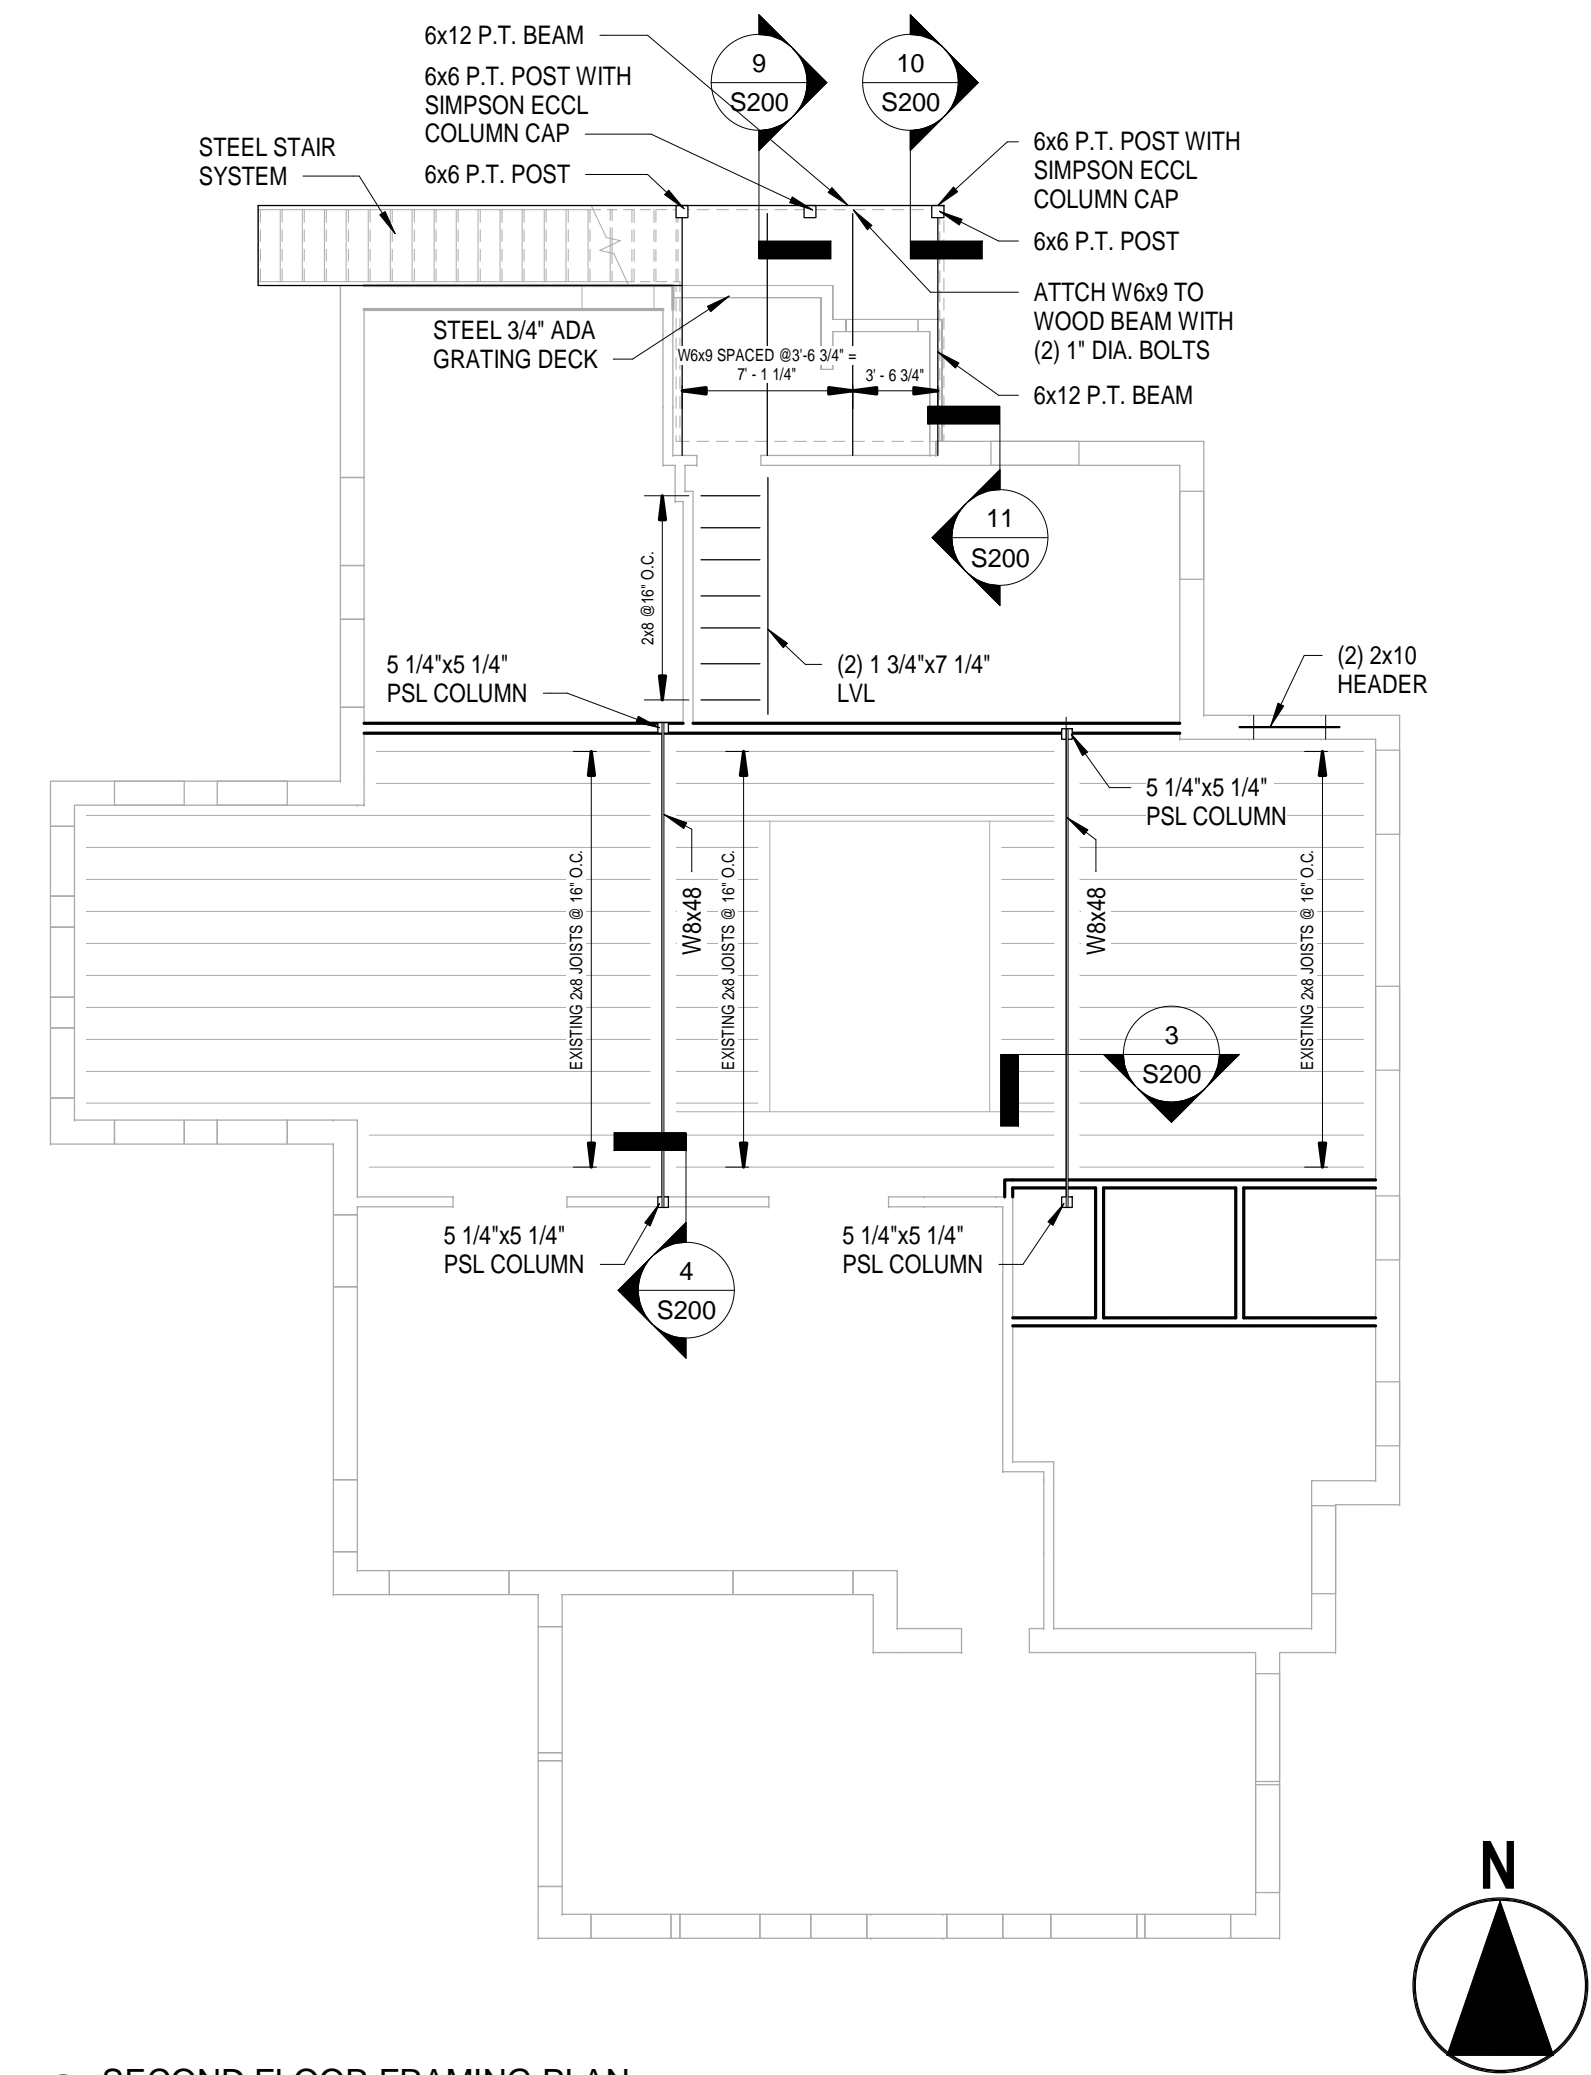 6x12 P.T. BEAM
6x6 P.T. POST WITH
SIMPSON ECCL
COLUMN CAP
6x6 P.T. POST
STEEL STAIR
SYSTEM
9
S200
10
S200
6x6 P.T. POST WITH
SIMPSON ECCL
COLUMN CAP
6x6 P.T. POST
ATTCH W6x9 TO
WOOD BEAM WITH
(2) 1" DIA. BOLTS
6x12 P.T. BEAM
STEEL 3/4" ADA
GRATING DECK
W6x9 SPACED @3'-6 3/4" =
7' - 1 1/4"
3' - 6 3/4"
11
S200
2x8 @16" O.C.
5 1/4"x5 1/4"
PSL COLUMN
(2) 1 3/4"x7 1/4"
LVL
(2) 2x10
HEADER
5 1/4"x5 1/4"
PSL COLUMN
EXISTING 2x8 JOISTS @ 16" O.C.
W8x48
EXISTING 2x8 JOISTS @ 16" O.C.
W8x48
EXISTING 2x8 JOISTS @ 16" O.C.
3
S200
5 1/4"x5 1/4"
PSL COLUMN
4
S200
5 1/4"x5 1/4"
PSL COLUMN
N
SECOND FLOOR FRAMING PLAN